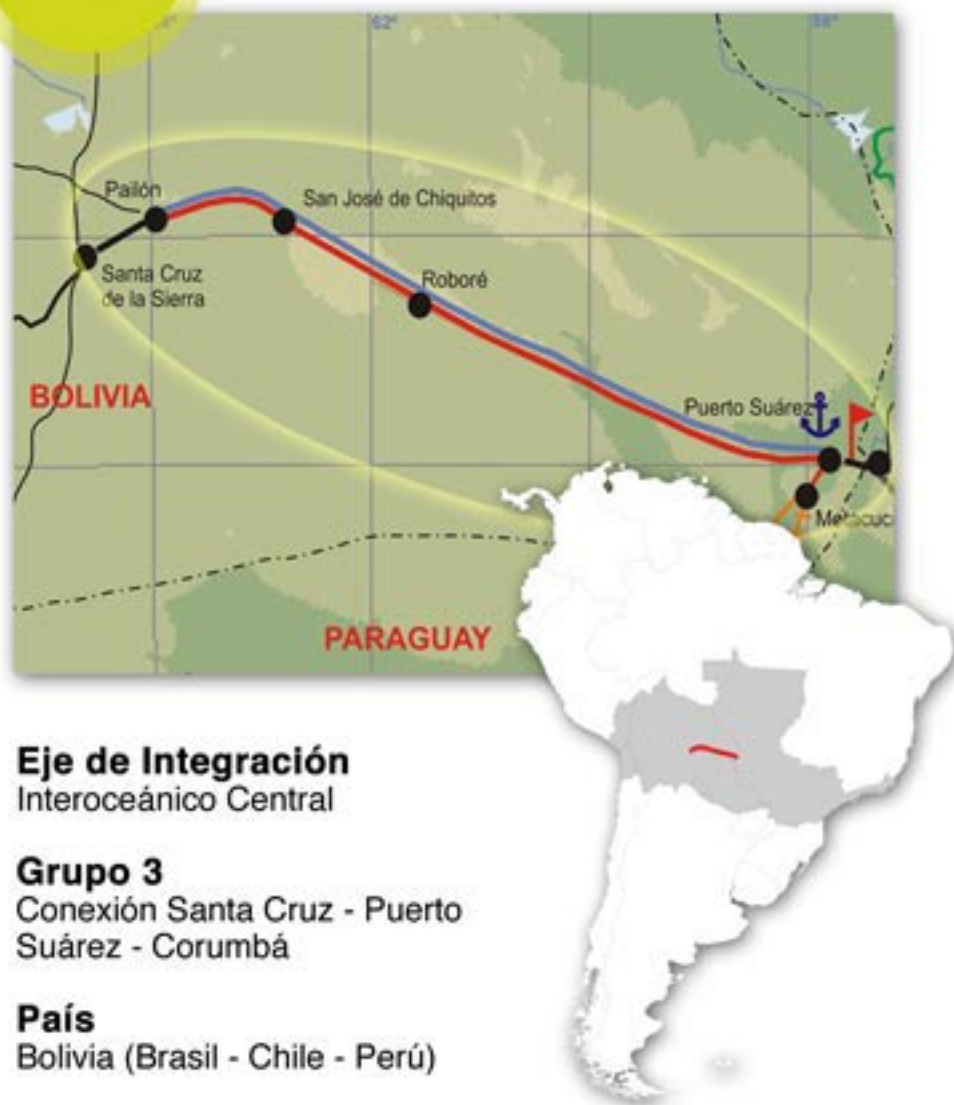 62°
58°
Pailón
San José de Chiquitos
Santa Cruz
de la Sierra
Roboré
BOLIVIA
Puerto Suárez
PARAGUAY
Eje de Integración
Interoceánico Central
Grupo 3
Conexión Santa Cruz - Puerto
Suárez - Corumbá
País
Bolivia (Brasil - Chile - Perú)